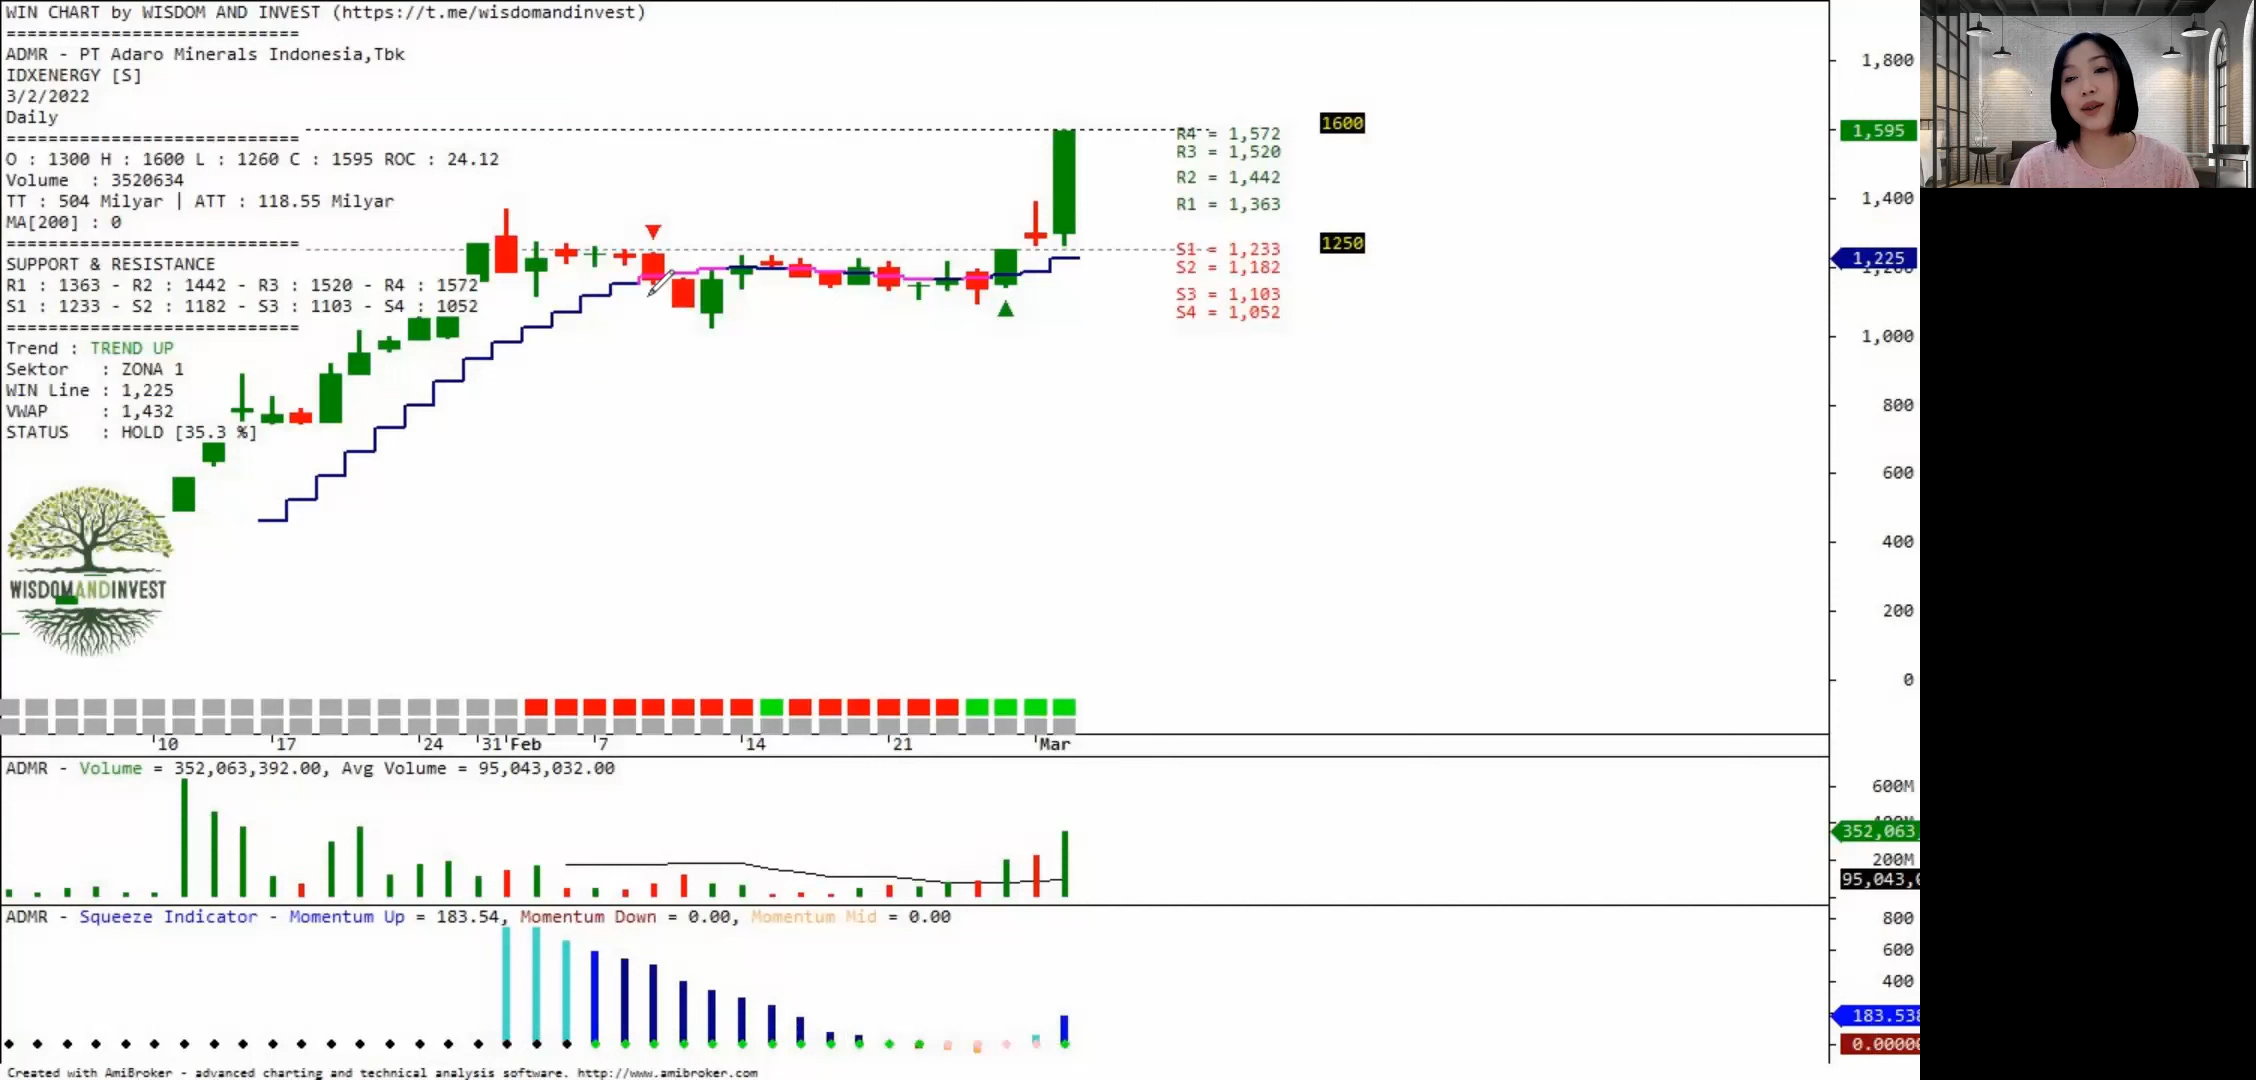 WIN CHART by WISDOM AND INVEST (https://t.me/wisdomandinvest)
============================
ADMR - PT Adaro Minerals Indonesia,Tbk
IDXENERGY [S]
3/2/2022
Daily
============================
O : 1300 H : 1600 L : 1260 C : 1595 ROC : 24.12
Volume : 3520634
TT : 504 Milyar | ATT : 118.55 Milyar
MA[200] : 0
============================
SUPPORT & RESISTANCE
R1 : 1363 - R2 : 1442 - R3 : 1520 - R4 : 1572
S1 : 1233 - S2 : 1182 - S3 : 1103 - S4 : 1052
============================
Trend : TREND UP
Sektor : ZONA 1
WIN Line : 1,225
VWAP : 1,432
STATUS : HOLD [35.3 %]
WISDOMANDINVEST
R4 = 1,572
R3 = 1,520
R2 = 1,442
R1 = 1,363
S1 = 1,233
S2 = 1,182
S3 = 1,103
S4 = 1,052
1600
1250
1,800
1,595
1,400
1,225
1,000
800
600
400
200
0
10 17 24 31 Feb 7 14 21 Mar
ADMR - Volume = 352,063,392.00, Avg Volume = 95,043,032.00
600M
352,063
200M
95,043,0
ADMR - Squeeze Indicator - Momentum Up = 183.54, Momentum Down = 0.00, Momentum Mid = 0.00
800
600
400
183.538
0.00000
Created with AmiBroker - advanced charting and technical analysis software. http://www.amibroker.com